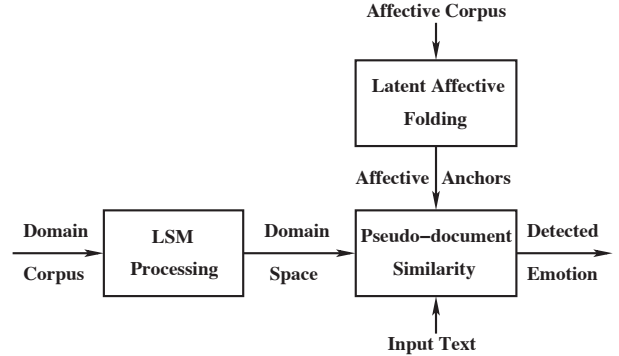 Affective Corpus
Latent Affective
Folding
Affective Anchors
Domain
Corpus
LSM
Processing
Domain
Space
Pseudo−document
Similarity
Detected
Emotion
Input Text